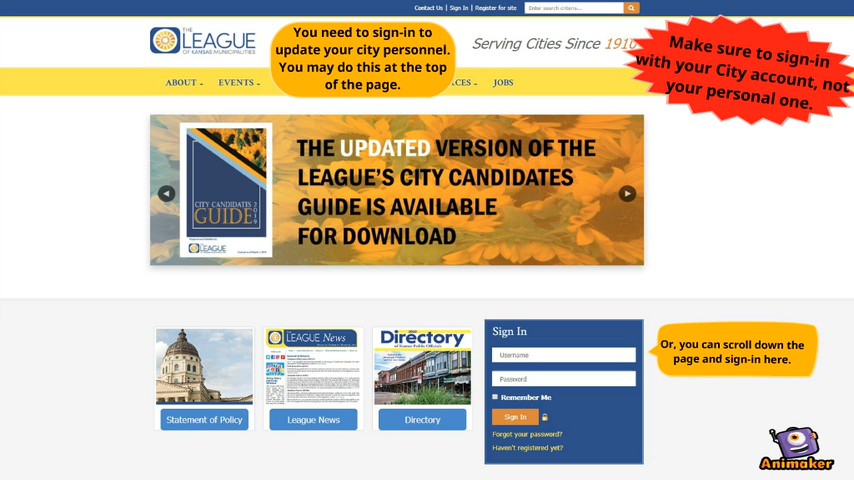 Contact Us | Sign In | Register for site
Enter search criteria...
THE
LEAGUE
OF KANSAS MUNICIPALITIES
You need to sign-in to
update your city personnel.
You may do this at the top
of the page.
Serving Cities Since 1910
Make sure to sign-in
with your City account, not
your personal one.
ABOUT
EVENTS
JOBS
CITY CANDIDATES
GUIDE 2019
THE
LEAGUE
THE UPDATED VERSION OF THE
LEAGUE'S CITY CANDIDATES
GUIDE IS AVAILABLE
FOR DOWNLOAD
Statement of Policy
LEAGUE News
League News
Directory
of Kansas Public Officials
Directory
Sign In
Username
Password
Remember Me
Sign In
Forgot your password?
Haven't registered yet?
Or, you can scroll down the
page and sign-in here.
Animaker